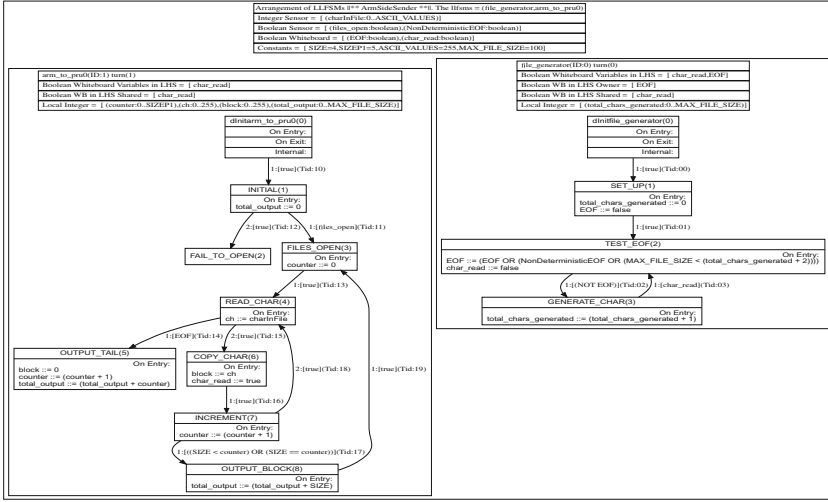 Arrangement of LLFSMs ||** ArmSideSender ** ||. The llfsms = (file_generator,arm_to_pru0)
Integer Sensor = [ (charInFile:0..ASCII_VALUES)]
Boolean Sensor = [ (files_open:boolean),(NonDeterministicEOF:boolean)]
Boolean Whiteboard = [ (EOF:boolean),(char_read:boolean)]
Constants = [ SIZE=4,SIZEP1=5,ASCII_VALUES=255,MAX_FILE_SIZE=100]
arm_to_pru0(ID:1) turn(1)
Boolean Whiteboard Variables in LHS = [ char_read]
Boolean WB in LHS Shared = [ char_read]
Local Integer = [ (counter:0..SIZEP1),(ch:0..255),(block:0..255),(total_output:0..MAX_FILE_SIZE)]
dInitarm_to_pru0(0)
On Entry:
On Exit:
Internal:
1:[true](Tid:10)
INITIAL(1)
On Entry:
total_output ::= 0
2:[true](Tid:12)
1:[files_open](Tid:11)
FAIL_TO_OPEN(2)
FILES_OPEN(3)
On Entry:
counter ::= 0
1:[true](Tid:13)
READ_CHAR(4)
On Entry:
ch ::= charInFile
1:[EOF](Tid:14)
2:[true](Tid:15)
OUTPUT_TAIL(5)
On Entry:
block ::= 0
counter ::= (counter + 1)
total_output ::= (total_output + counter)
COPY_CHAR(6)
On Entry:
block ::= ch
char_read ::= true
2:[true](Tid:18)
1:[true](Tid:19)
1:[true](Tid:16)
INCREMENT(7)
On Entry:
counter ::= (counter + 1)
1:[((SIZE < counter) OR (SIZE == counter))](Tid:17)
OUTPUT_BLOCK(8)
On Entry:
total_output ::= (total_output + SIZE)
file_generator(ID:0) turn(0)
Boolean Whiteboard Variables in LHS = [ char_read,EOF]
Boolean WB in LHS Owner = [ EOF]
Boolean WB in LHS Shared = [ char_read]
Local Integer = [ (total_chars_generated:0..MAX_FILE_SIZE)]
dInitfile_generator(0)
On Entry:
On Exit:
Internal:
1:[true](Tid:00)
SET_UP(1)
On Entry:
total_chars_generated ::= 0
EOF ::= false
1:[true](Tid:01)
TEST_EOF(2)
On Entry:
EOF ::= (EOF OR (NonDeterministicEOF OR (MAX_FILE_SIZE < (total_chars_generated + 2))))
char_read ::= false
1:[(NOT EOF)](Tid:02)
1:[char_read](Tid:03)
GENERATE_CHAR(3)
On Entry:
total_chars_generated ::= (total_chars_generated + 1)